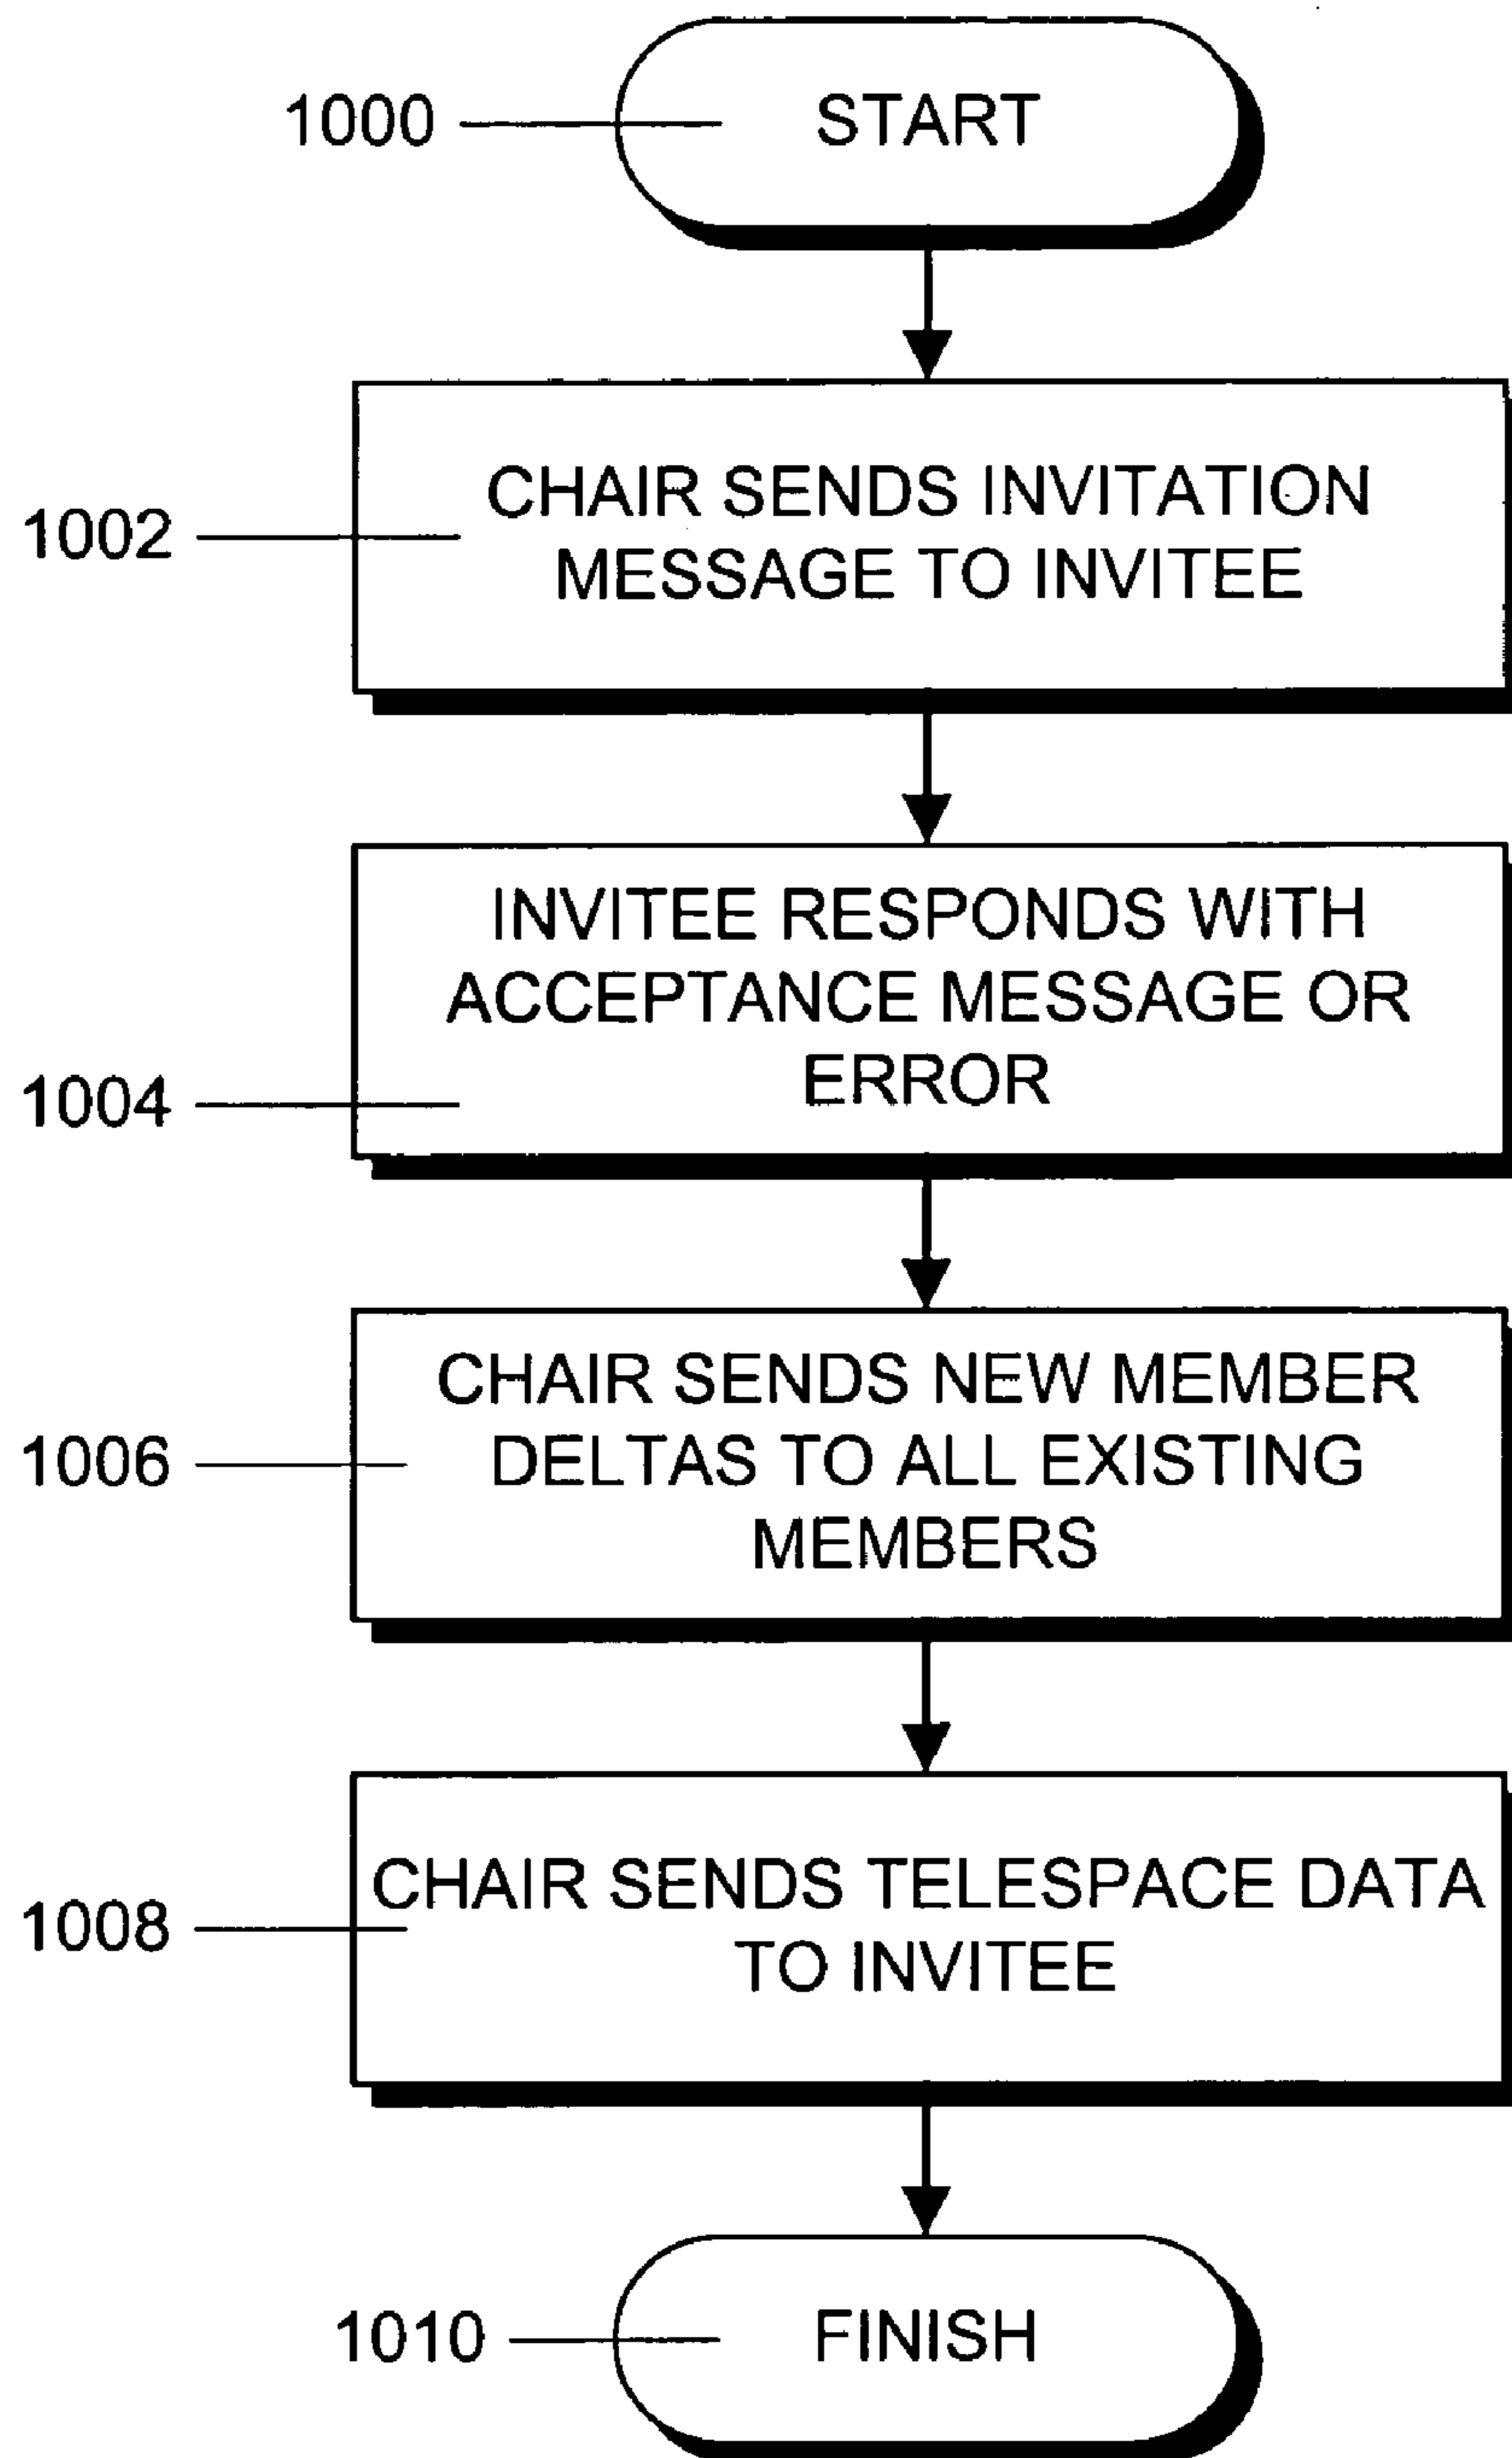 1000
START
1002
CHAIR SENDS INVITATION
MESSAGE TO INVITEE
INVITEE RESPONDS WITH
ACCEPTANCE MESSAGE OR
ERROR
1004
CHAIR SENDS NEW MEMBER
DELTAS TO ALL EXISTING
MEMBERS
1006
CHAIR SENDS TELESPACE DATA
TO INVITEE
1008
1010
FINISH